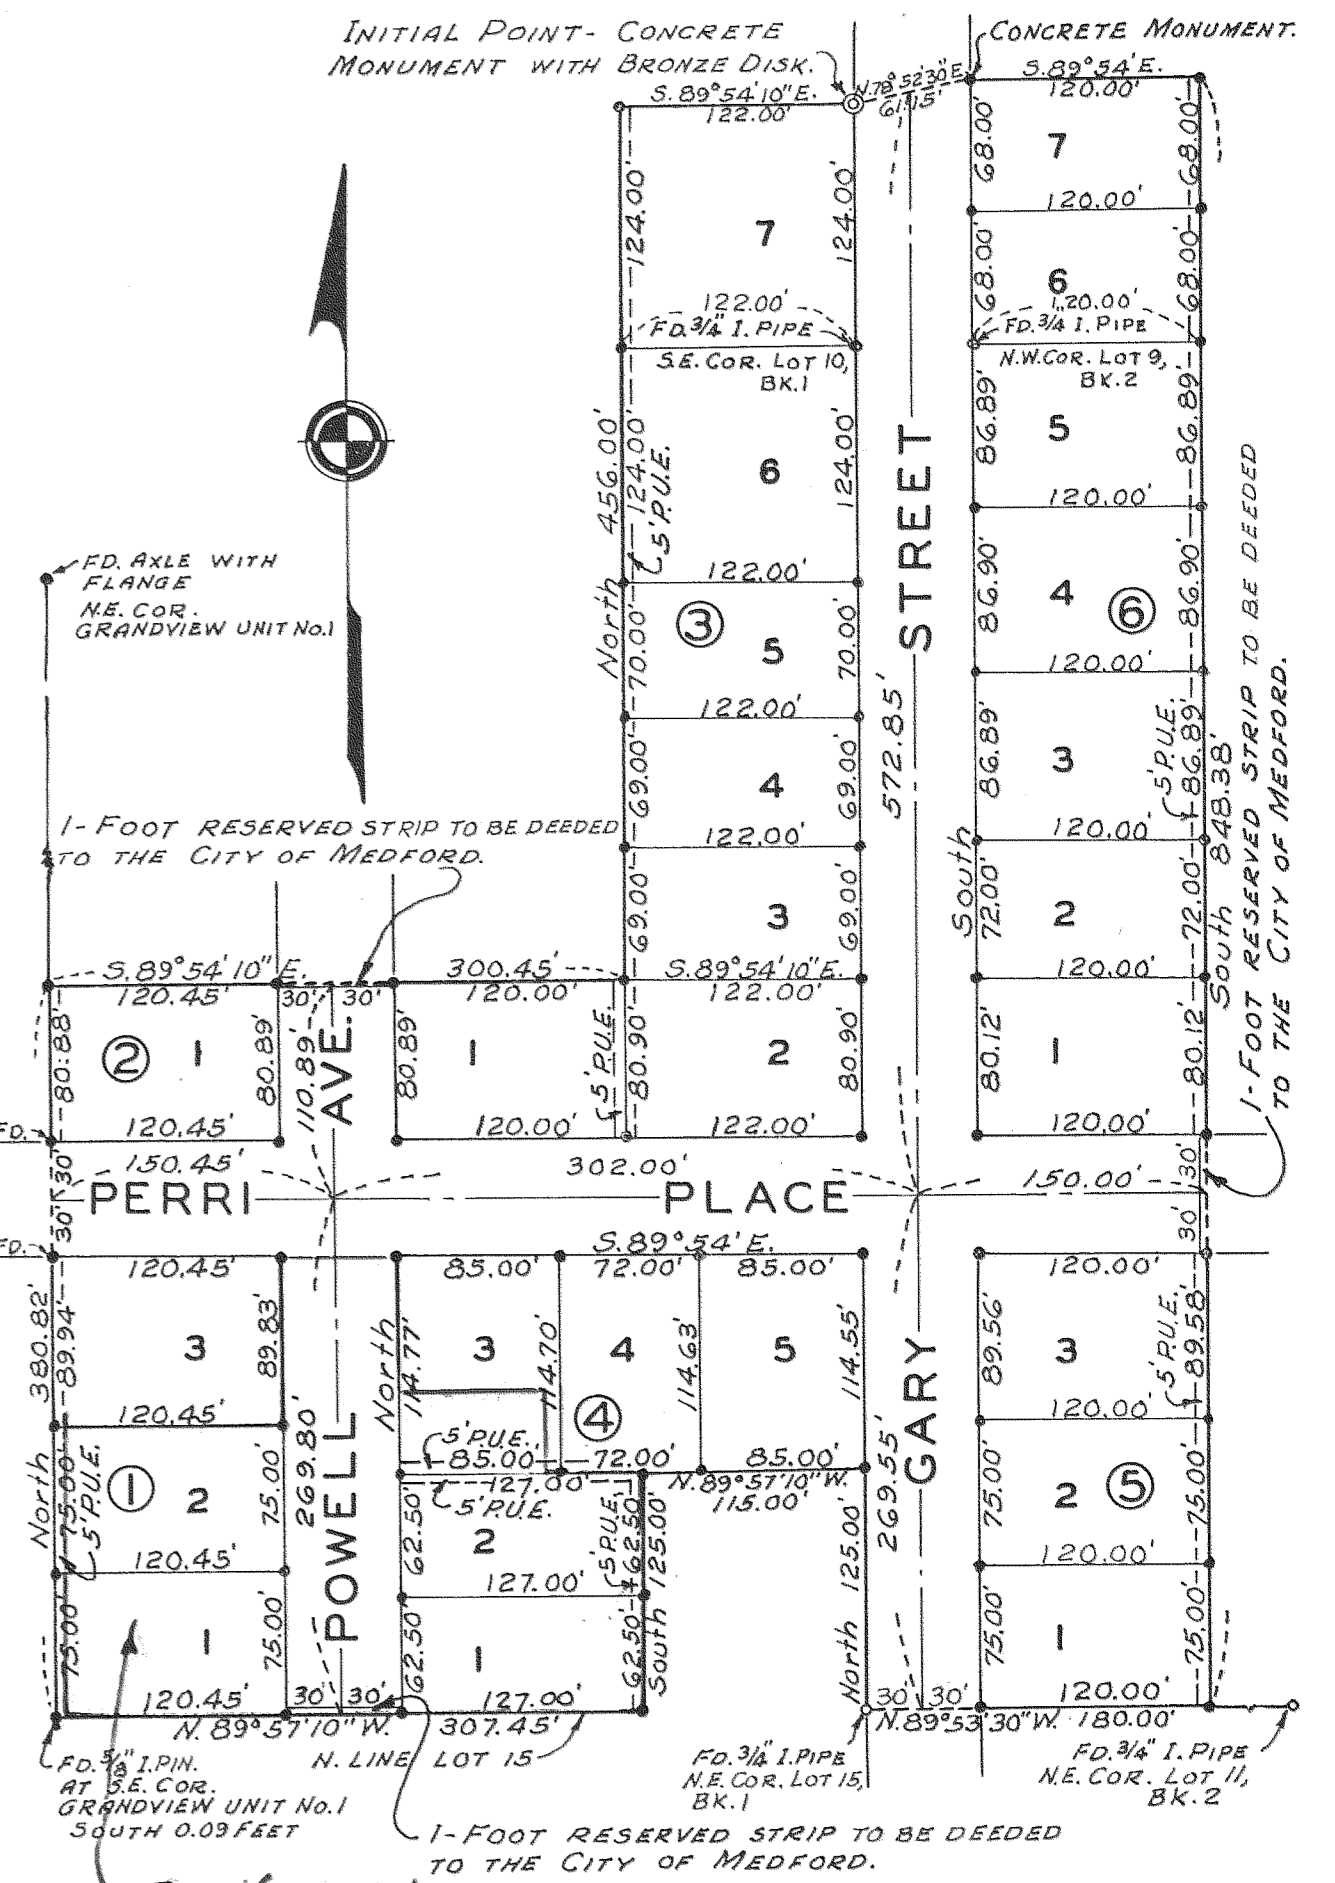 INITIAL POINT- CONCRETE
MONUMENT WITH BRONZE DISK.
CONCRETE MONUMENT.
S. 89°54'10"E.
122.00'
N.78°52'30"E.
61.15'
S.89°54'E.
120.00'
124.00'
7
124.00'
68.00'
7
68.00'
120.00'
68.00'
6
68.00'
122.00'
FD. 3/4" I. PIPE
S.E. COR. LOT 10,
BK.1
120.00'
FD. 3/4" I. PIPE
N.W. COR. LOT 9,
BK.2
North 456.00'
124.00'
5' P.U.E.
6
124.00'
86.89'
5
86.89'
122.00'
120.00'
70.00'
3
5
70.00'
86.90'
4
6
86.90'
122.00'
120.00'
FD. AXLE WITH
FLANGE
N.E. COR.
GRANDVIEW UNIT No.1
STREET
572.85'
69.00'
4
69.00'
86.89'
3
5' P.U.E.
86.89'
122.00'
120.00'
South 848.38'
1-FOOT RESERVED STRIP TO BE DEEDED
TO THE CITY OF MEDFORD.
1-FOOT RESERVED STRIP TO BE DEEDED
TO THE CITY OF MEDFORD.
69.00'
3
69.00'
South
72.00'
2
72.00'
S. 89°54'10" E.
300.45'
S. 89°54'10" E.
120.45'
30' 30'
120.00'
122.00'
120.00'
80.88'
2
1
80.89'
110.89'
AVE.
80.89'
1
5' P.U.E.
80.90'
2
80.90'
80.12'
1
80.12'
FD.
120.45'
120.00'
122.00'
120.00'
30'
150.45'
302.00'
150.00'
30'
PERRI PLACE
30'
30'
FD.
S. 89°54' E.
120.45'
85.00'
72.00'
85.00'
120.00'
North 380.82'
89.94'
3
89.83'
North
114.77'
3
114.70'
4
114.63'
5
114.55'
89.56'
3
5' P.U.E.
89.58'
120.45'
4
120.00'
5' P.U.E.
85.00'
72.00'
85.00'
127.00'
5' P.U.E.
N. 89°57'10" W.
115.00'
75.00'
5' P.U.E.
1
2
75.00'
269.80'
POWELL
62.50'
2
5' P.U.E.
62.50'
South 125.00'
North 125.00'
269.55'
GARY
75.00'
2
5
75.00'
120.45'
127.00'
120.00'
75.00'
1
75.00'
62.50'
1
62.50'
75.00'
1
75.00'
120.45'
30' 30'
127.00'
30' 30'
120.00'
N. 89°57'10" W.
307.45'
N. 89°53'30" W.
180.00'
N. LINE LOT 15
FD. 5/8" I. PIN.
AT S.E. COR.
GRANDVIEW UNIT No.1
SOUTH 0.09 FEET
FD. 3/4" I. PIPE
N.E. COR. LOT 15,
BK.1
FD. 3/4" I. PIPE
N.E. COR. LOT 11,
BK.2
1-FOOT RESERVED STRIP TO BE DEEDED
TO THE CITY OF MEDFORD.